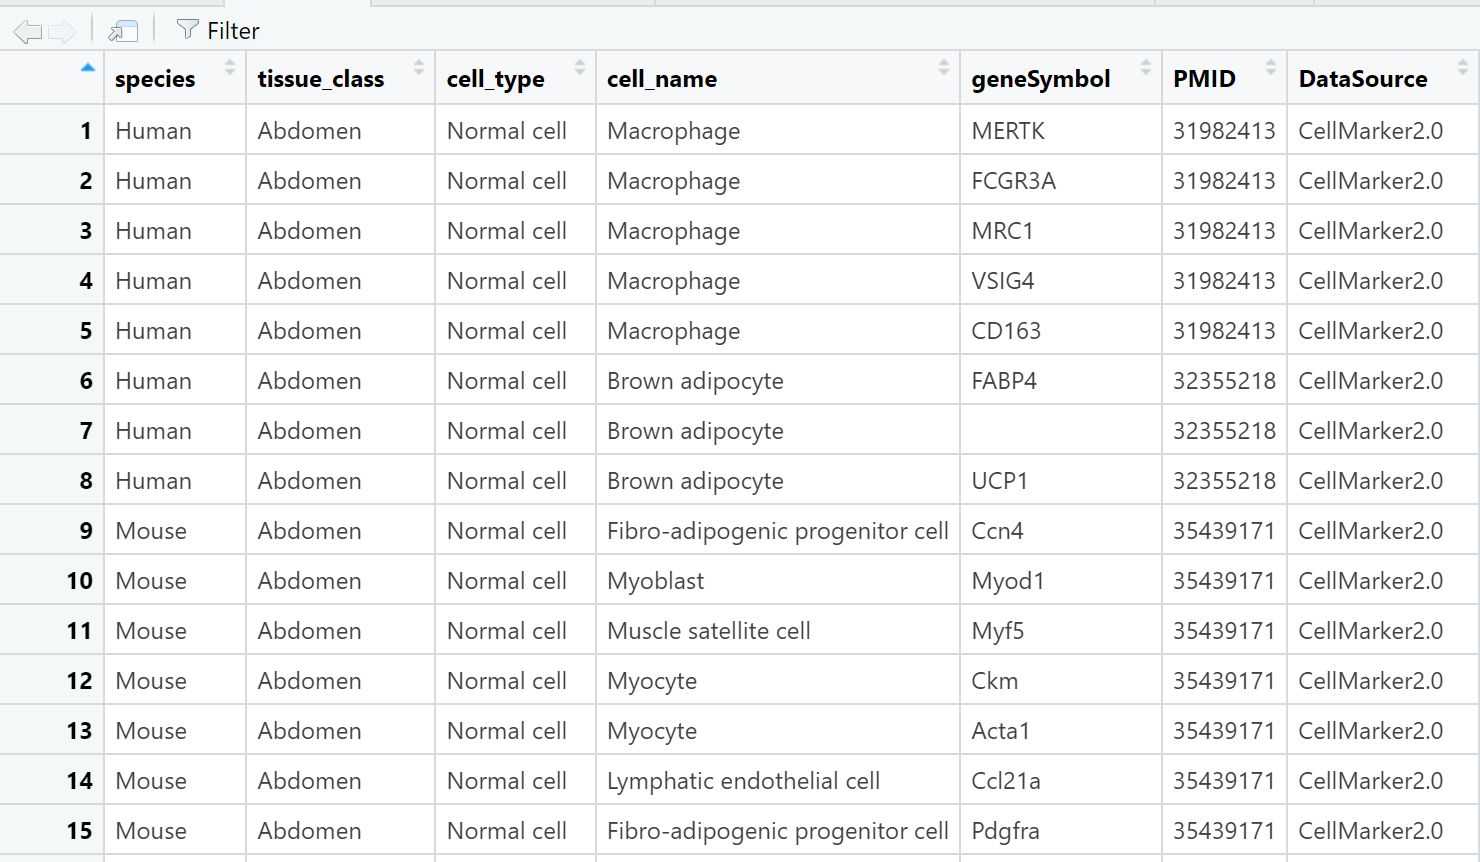 Filter
species tissue_class cell_type cell_name geneSymbol PMID DataSource
1 Human Abdomen Normal cell Macrophage MERTK 31982413 CellMarker2.0
2 Human Abdomen Normal cell Macrophage FCGR3A 31982413 CellMarker2.0
3 Human Abdomen Normal cell Macrophage MRC1 31982413 CellMarker2.0
4 Human Abdomen Normal cell Macrophage VSIG4 31982413 CellMarker2.0
5 Human Abdomen Normal cell Macrophage CD163 31982413 CellMarker2.0
6 Human Abdomen Normal cell Brown adipocyte FABP4 32355218 CellMarker2.0
7 Human Abdomen Normal cell Brown adipocyte 32355218 CellMarker2.0
8 Human Abdomen Normal cell Brown adipocyte UCP1 32355218 CellMarker2.0
9 Mouse Abdomen Normal cell Fibro-adipogenic progenitor cell Ccn4 35439171 CellMarker2.0
10 Mouse Abdomen Normal cell Myoblast Myod1 35439171 CellMarker2.0
11 Mouse Abdomen Normal cell Muscle satellite cell Myf5 35439171 CellMarker2.0
12 Mouse Abdomen Normal cell Myocyte Ckm 35439171 CellMarker2.0
13 Mouse Abdomen Normal cell Myocyte Acta1 35439171 CellMarker2.0
14 Mouse Abdomen Normal cell Lymphatic endothelial cell Ccl21a 35439171 CellMarker2.0
15 Mouse Abdomen Normal cell Fibro-adipogenic progenitor cell Pdgfra 35439171 CellMarker2.0